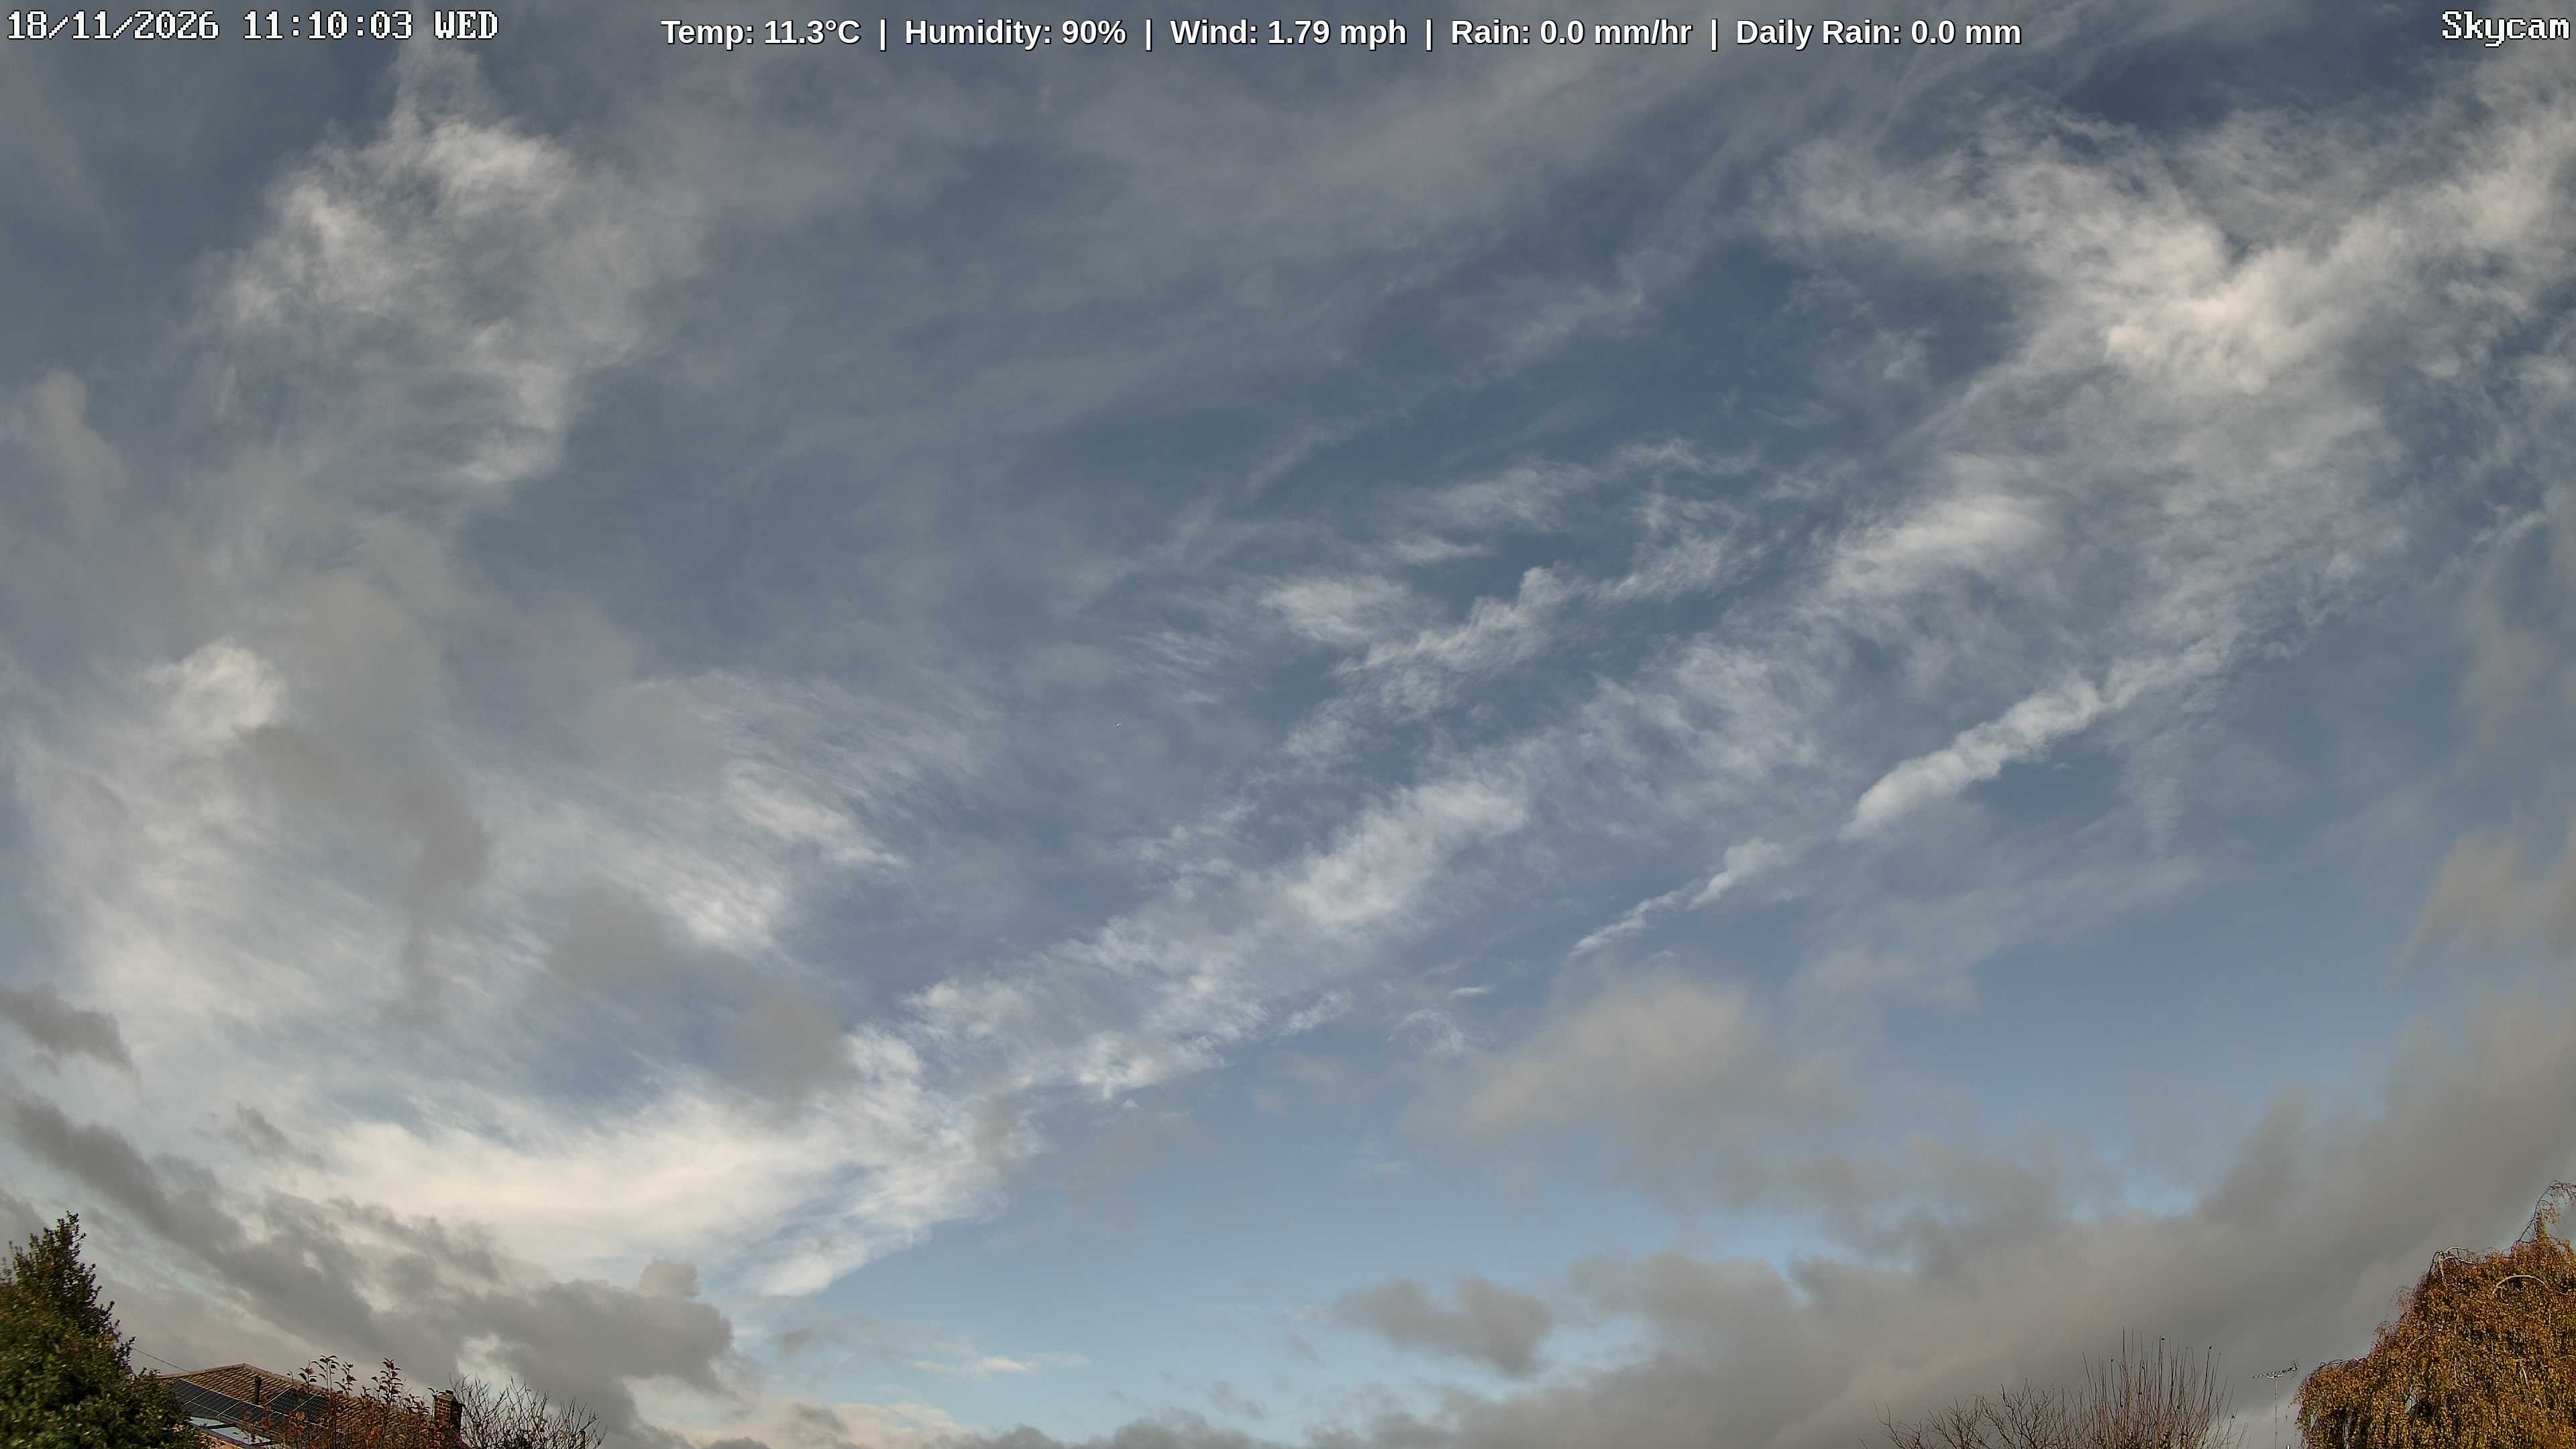 18/11/2026 11:10:03 WED
Temp: 11.3°C | Humidity: 90% | Wind: 1.79 mph | Rain: 0.0 mm/hr | Daily Rain: 0.0 mm
Skycam